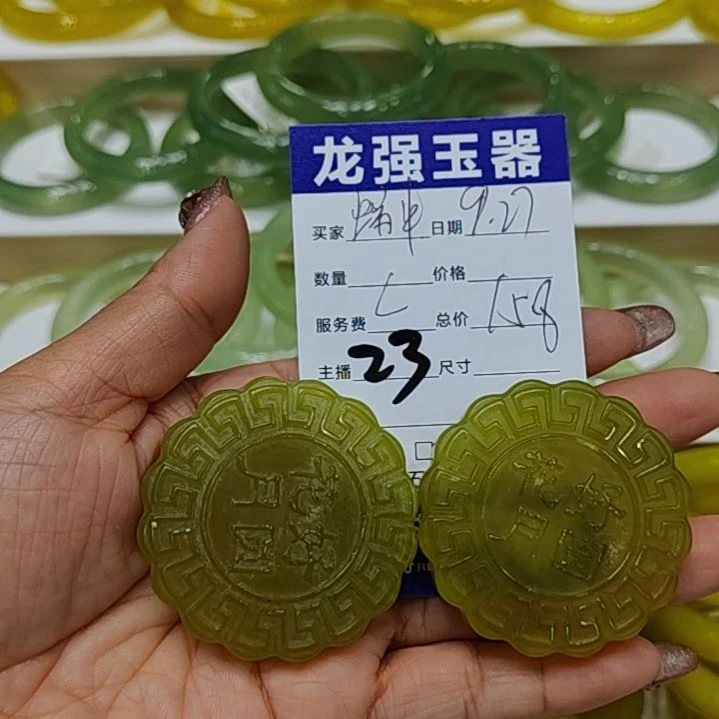 龙强玉器
买家 日期 9.27
数量 价格
服务费 总价 158
主播 23 尺寸
花好
月圆
花好
月圆